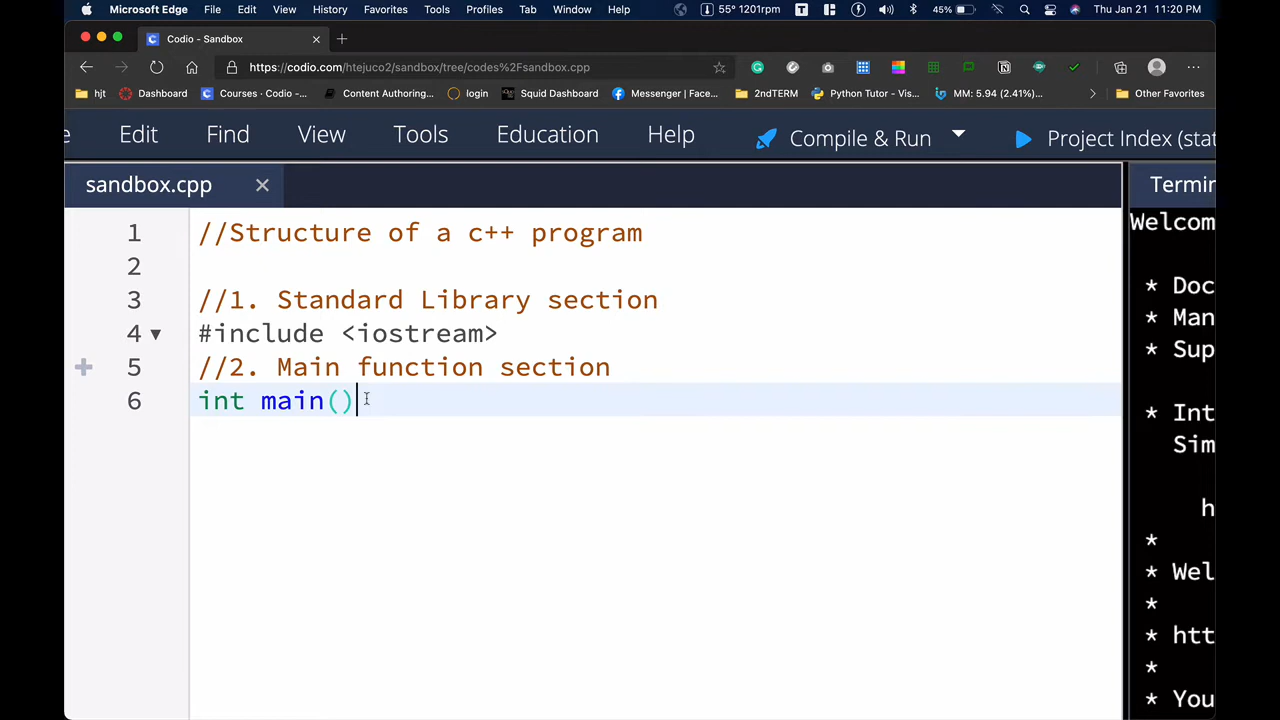 Microsoft Edge File Edit View History Favorites Tools Profiles Tab Window Help 55° 1201rpm 45% Thu Jan 21 11:20 PM
Codio - Sandbox
https://codio.com/htejuco2/sandbox/tree/codes%2Fsandbox.cpp
hjt Dashboard Courses · Codio -... Content Authoring,... login Squid Dashboard Messenger | Face... 2ndTERM Python Tutor - Vis... MM: 5.94 (2.41%)... Other Favorites
e Edit Find View Tools Education Help Compile & Run Project Index (stat
sandbox.cpp
Termin
1 //Structure of a c++ program
2
3 //1. Standard Library section
4 #include <iostream>
5 //2. Main function section
6 int main()
Welcom
* Doc
* Man
* Sup
* Int
Sim
h
*
* Wel
*
* htt
*
* You